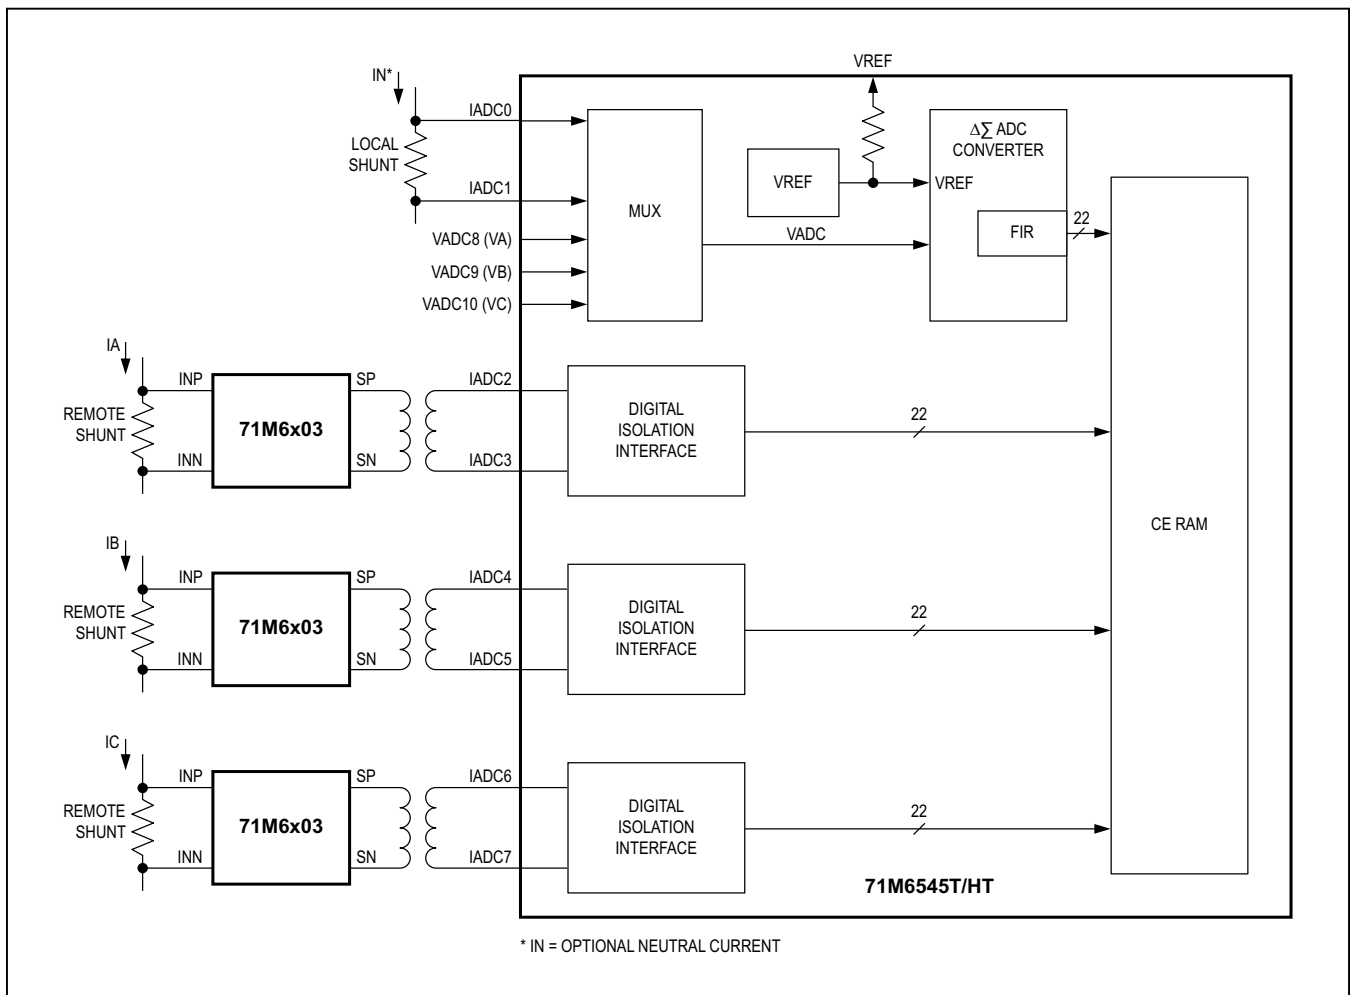 VREF
IN*
IADC0
LOCAL
SHUNT
IADC1
MUX
VREF
ΔΣ ADC
CONVERTER
VREF
FIR
22
VADC8 (VA)
VADC
VADC9 (VB)
VADC10 (VC)
IA
INP
SP
IADC2
REMOTE
SHUNT
71M6x03
DIGITAL
ISOLATION
INTERFACE
22
INN
SN
IADC3
CE RAM
IB
INP
SP
IADC4
REMOTE
SHUNT
71M6x03
DIGITAL
ISOLATION
INTERFACE
22
INN
SN
IADC5
IC
INP
SP
IADC6
REMOTE
SHUNT
71M6x03
DIGITAL
ISOLATION
INTERFACE
22
INN
SN
IADC7
71M6545T/HT
* IN = OPTIONAL NEUTRAL CURRENT